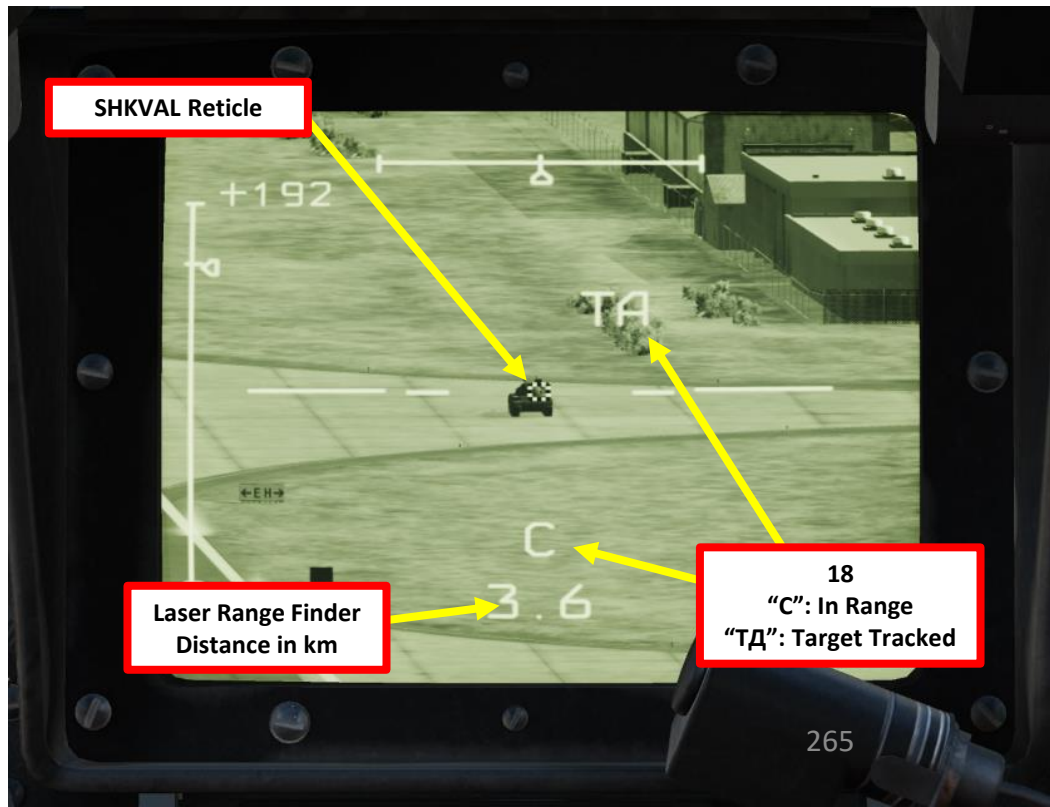 SHKVAL Reticle
+192
TA
←EH→
C
3.6
Laser Range Finder
Distance in km
18
“C”: In Range
“ТД”: Target Tracked
265